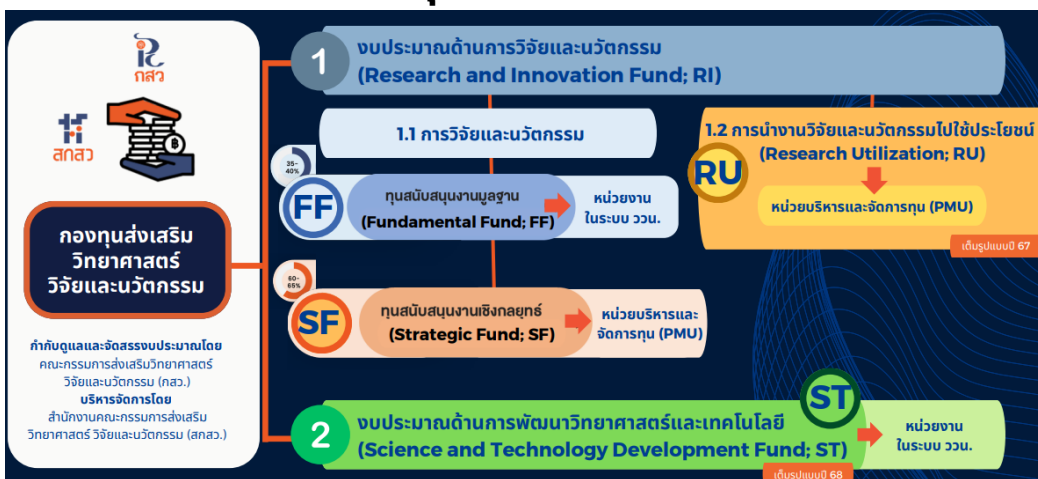 กสว
สกสว
กองทุนส่งเสริม
วิทยาศาสตร์
วิจัยและนวัตกรรม
กำกับดูแลและจัดสรรงบประมาณโดย
คณะกรรมการส่งเสริมวิทยาศาสตร์
วิจัยและนวัตกรรม (กสว.)
บริหารจัดการโดย
สำนักงานคณะกรรมการส่งเสริม
วิทยาศาสตร์ วิจัยและนวัตกรรม (สกสว.)
1
งบประมาณด้านการวิจัยและนวัตกรรม
(Research and Innovation Fund; RI)
1.1 การวิจัยและนวัตกรรม
35-
40%
FF
ทุนสนับสนุนงานมูลฐาน
(Fundamental Fund; FF)
หน่วยงาน
ในระบบ ววน.
60-
65%
SF
ทุนสนับสนุนงานเชิงกลยุทธ์
(Strategic Fund; SF)
หน่วยบริหารและ
จัดการทุน (PMU)
1.2 การนำงานวิจัยและนวัตกรรมไปใช้ประโยชน์
(Research Utilization; RU)
RU
หน่วยบริหารและจัดการทุน (PMU)
เต็มรูปแบบปี 67
2
งบประมาณด้านการพัฒนาวิทยาศาสตร์และเทคโนโลยี
(Science and Technology Development Fund; ST)
ST
หน่วยงาน
ในระบบ ววน.
เต็มรูปแบบปี 68